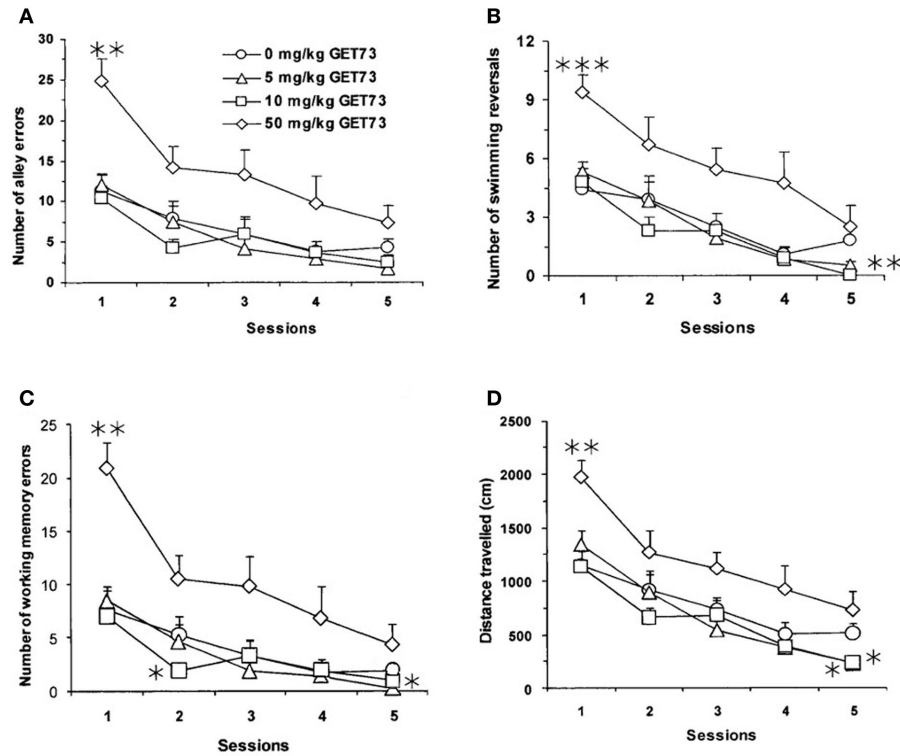 A
30
25
20
15
10
5
0
Number of alley errors
**
0 mg/kg GET73
5 mg/kg GET73
10 mg/kg GET73
50 mg/kg GET73
1 2 3 4 5
Sessions
B
12
9
6
3
0
Number of swimming reversals
***
**
1 2 3 4 5
Sessions
C
25
20
15
10
5
0
Number of working memory errors
**
*
*
1 2 3 4 5
Sessions
D
2500
2000
1500
1000
500
0
Distance travelled (cm)
**
*
*
1 2 3 4 5
Sessions